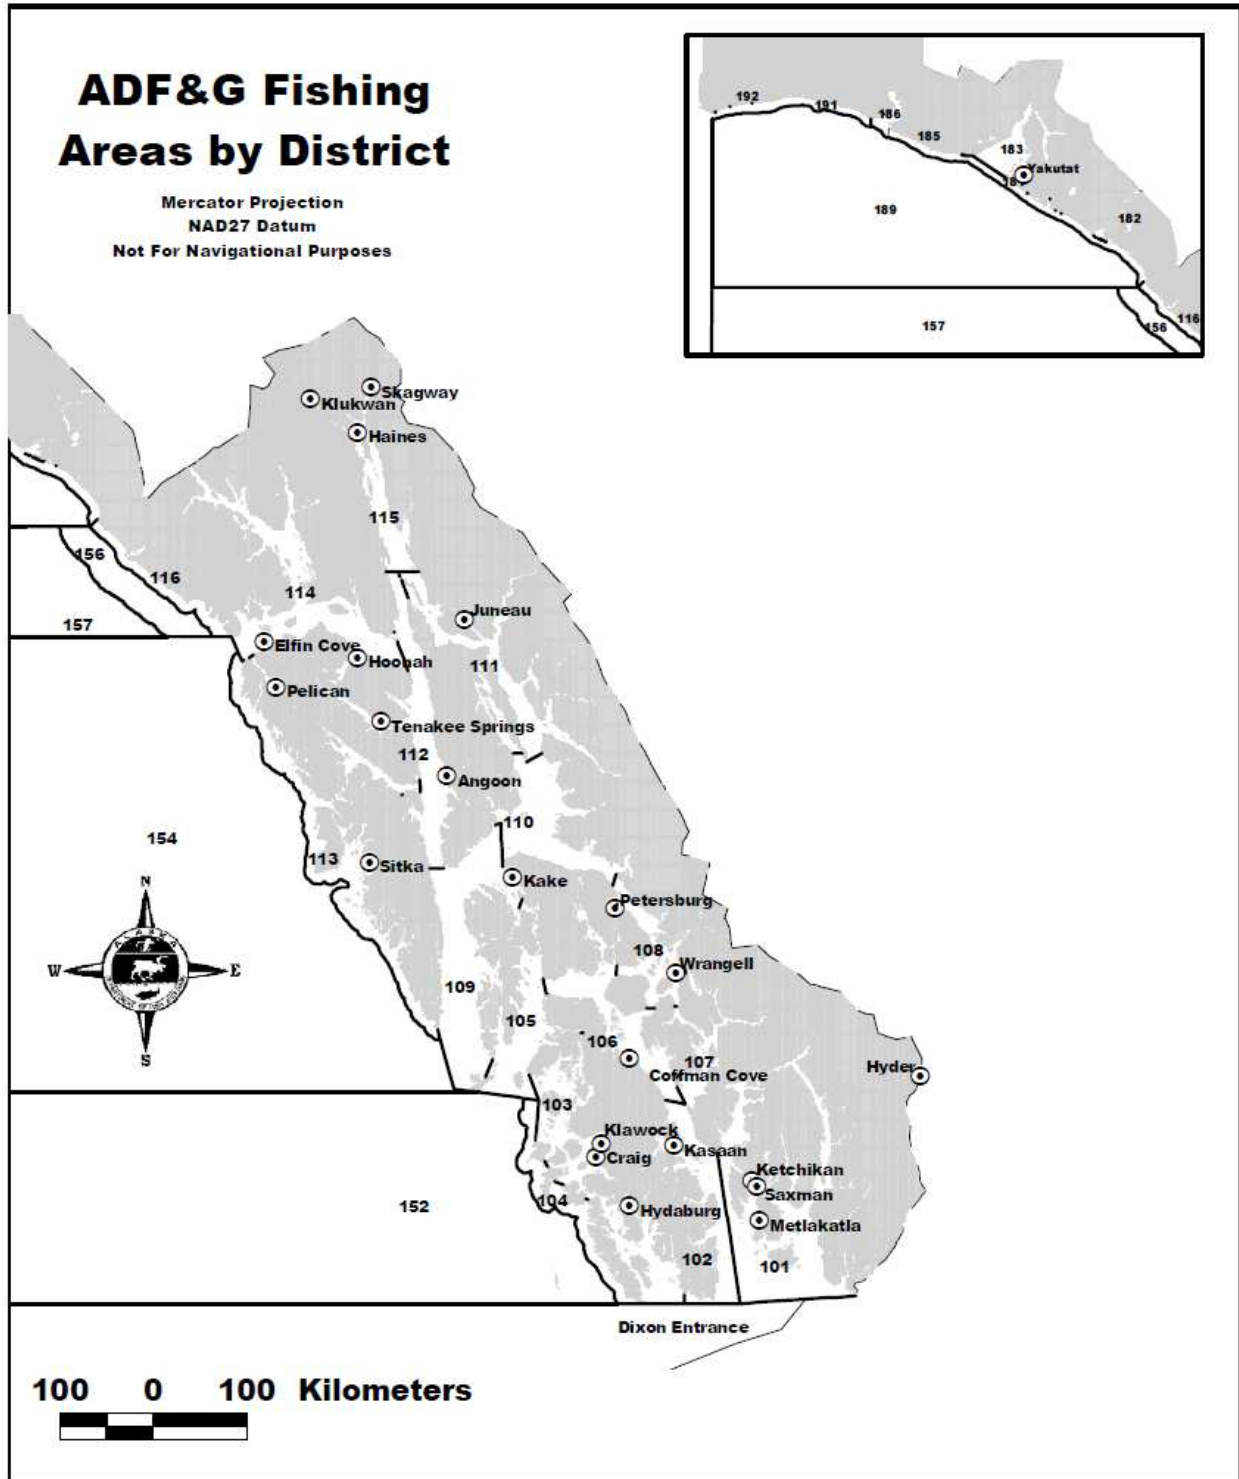 ADF&G Fishing
Areas by District
Mercator Projection
NAD27 Datum
Not For Navigational Purposes
192
191
186
185
183
Yakutat
189
182
157
156
116
Skagway
Klukwan
Haines
115
156
116
114
157
Juneau
Elfin Cove
Hoonah
111
Pelican
Tenakee Springs
112
Angoon
110
154
113
Sitka
Kake
N
Petersburg
108
Wrangell
W
E
ALASKA
109
105
106
S
107
Hyder
Coffman Cove
103
Klawock
Kasaan
Craig
Ketchikan
Saxman
104
152
Hydaburg
Metlakatla
102
101
Dixon Entrance
100 0 100 Kilometers